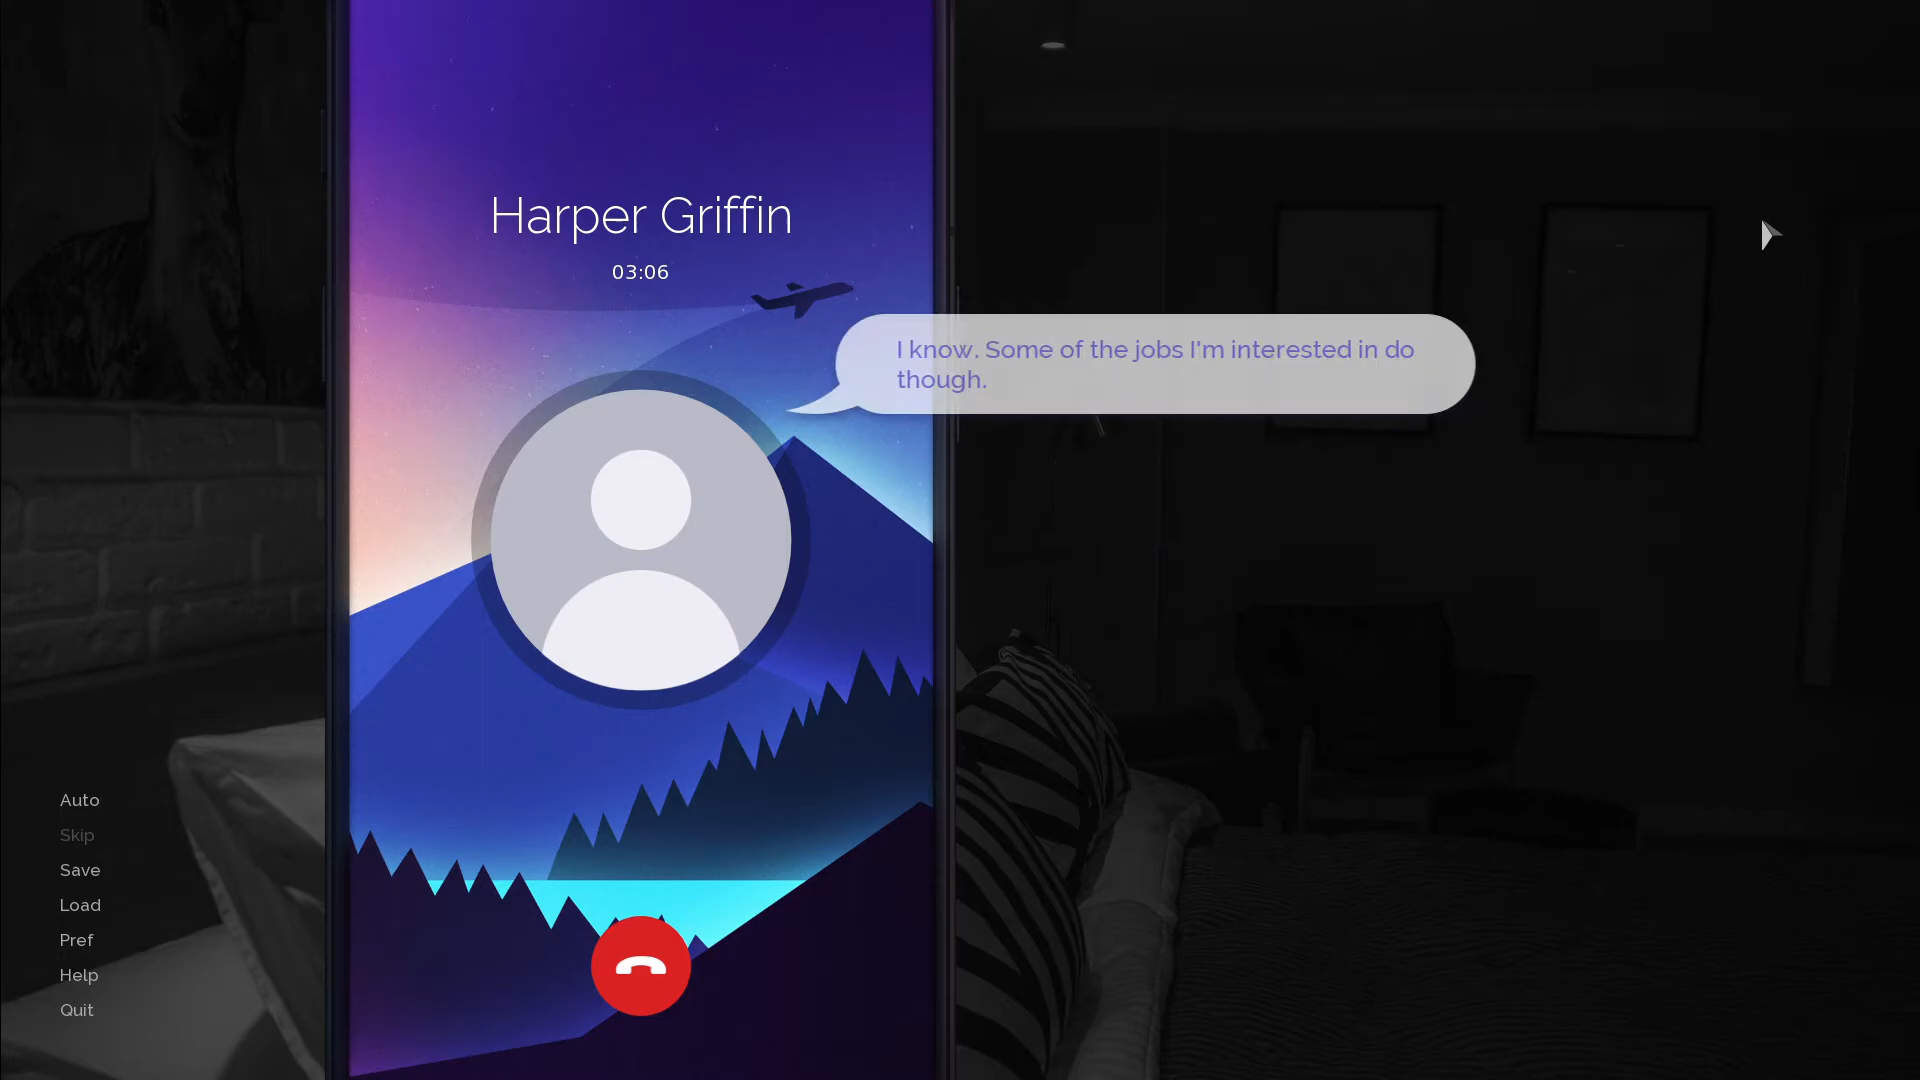 Harper Griffin
03:06
I know. Some of the jobs I'm interested in do
though.
Auto
Skip
Save
Load
Pref
Help
Quit